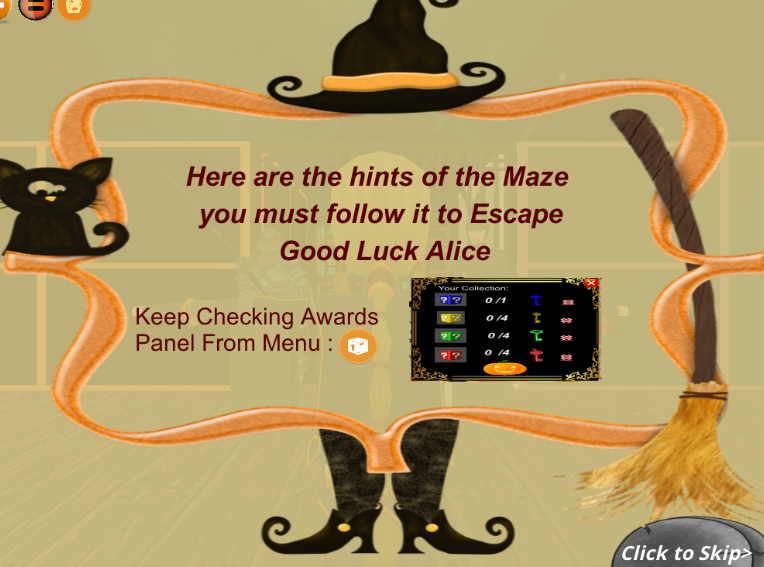 Here are the hints of the Maze
you must follow it to Escape
Good Luck Alice
Keep Checking Awards
Panel From Menu :
Your Collection:
?? 0 /1
?? 0 /4
?? 0 /4
?? 0 /4
Click to Skip>